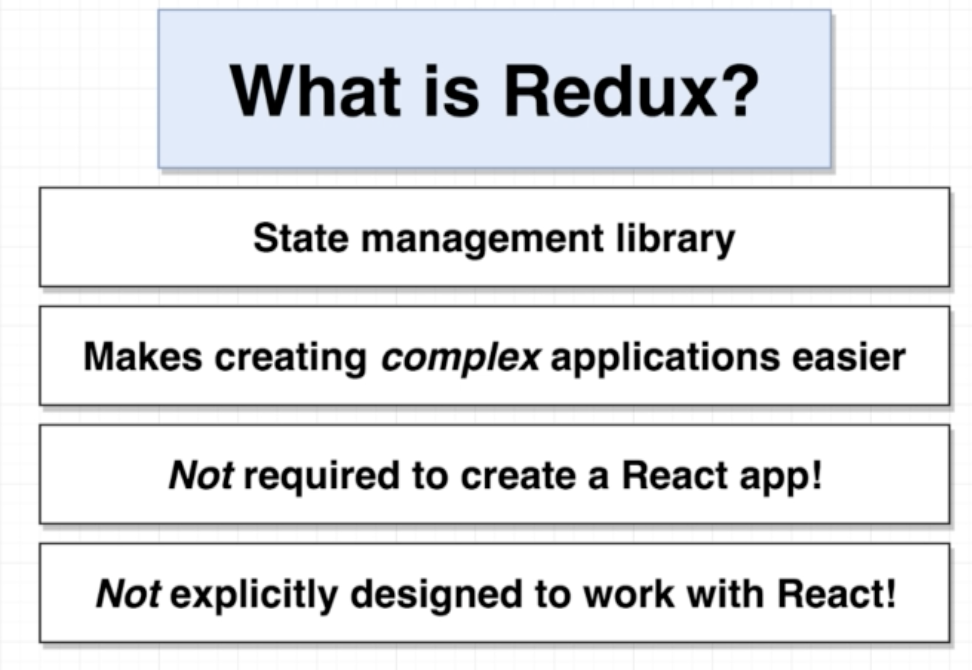 What is Redux?
State management library
Makes creating complex applications easier
Not required to create a React app!
Not explicitly designed to work with React!